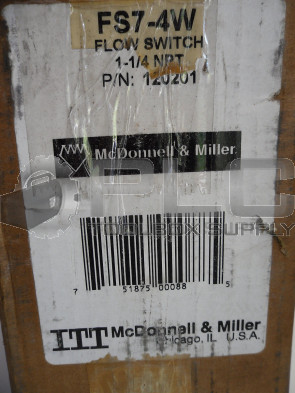 FS7-4W
FLOW SWITCH
1-1/4 NPT
P/N: 120201
McDonnell & Miller
PLC
TOOLBOX SUPPLY
7 51875 00088 5
ITT McDonnell & Miller
Chicago, IL U.S.A.